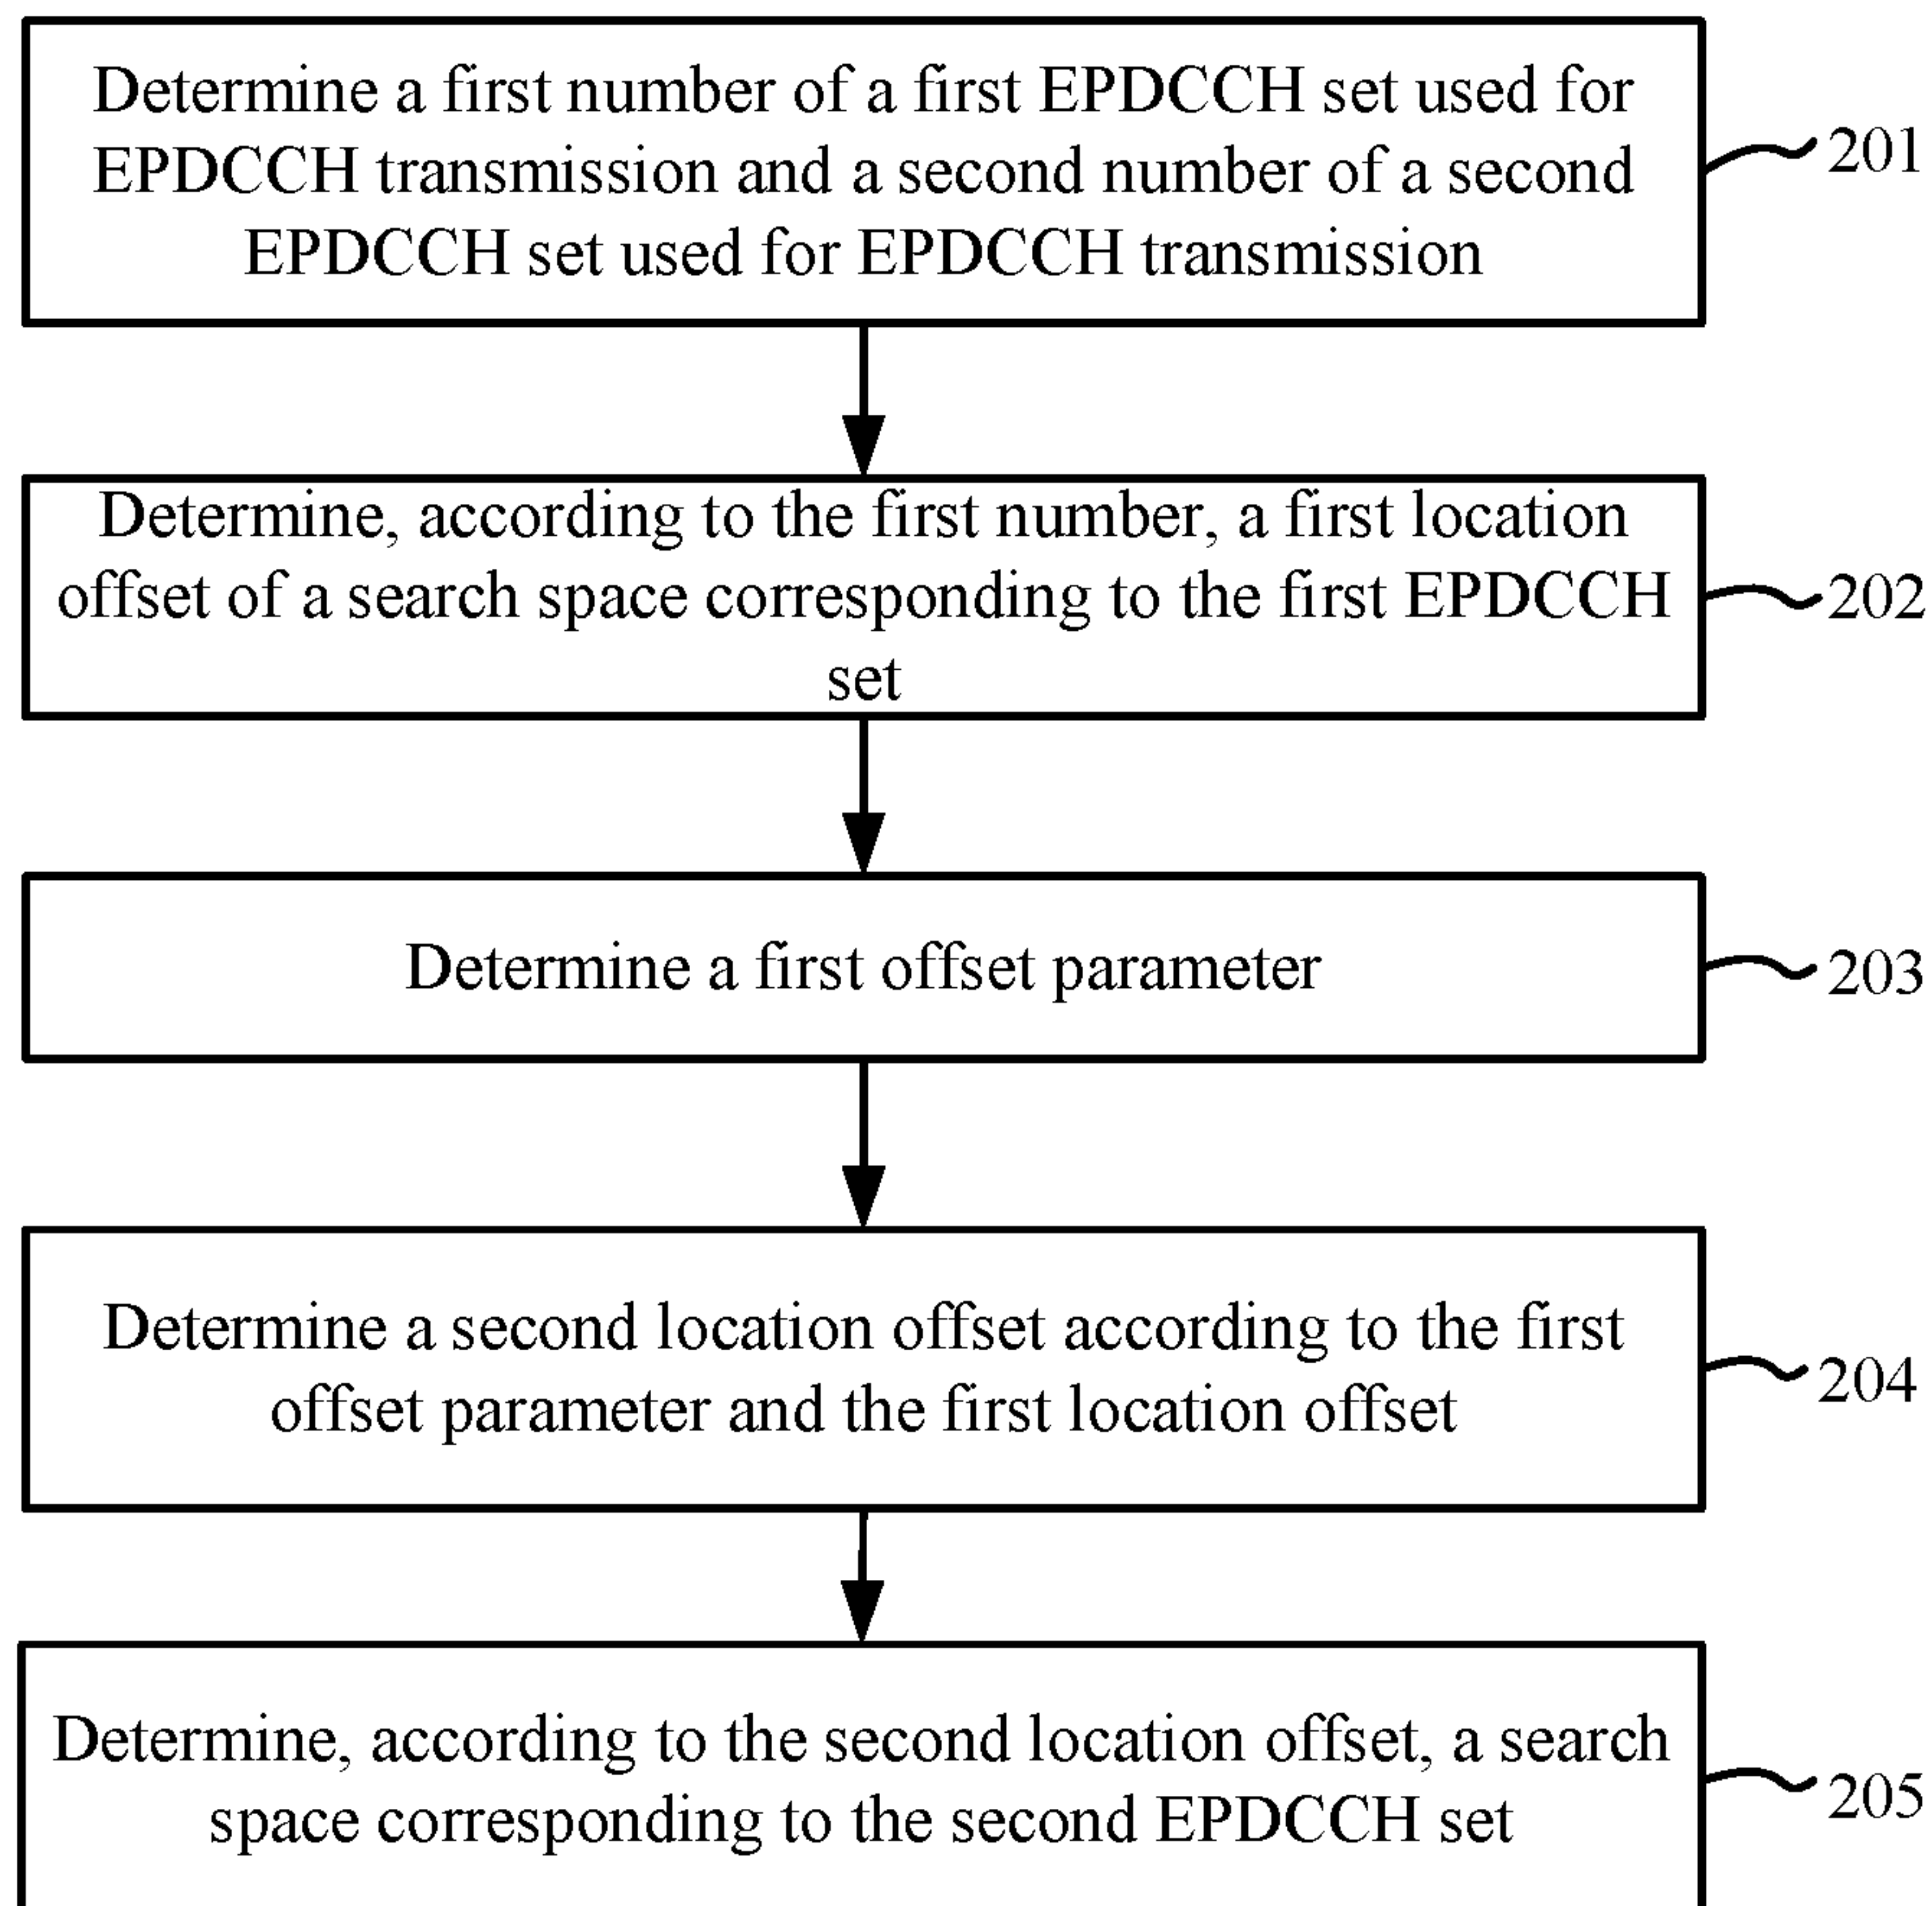 Determine a first number of a first EPDCCH set used for
EPDCCH transmission and a second number of a second
EPDCCH set used for EPDCCH transmission
201
Determine, according to the first number, a first location
offset of a search space corresponding to the first EPDCCH
set
202
Determine a first offset parameter
203
Determine a second location offset according to the first
offset parameter and the first location offset
204
Determine, according to the second location offset, a search
space corresponding to the second EPDCCH set
205